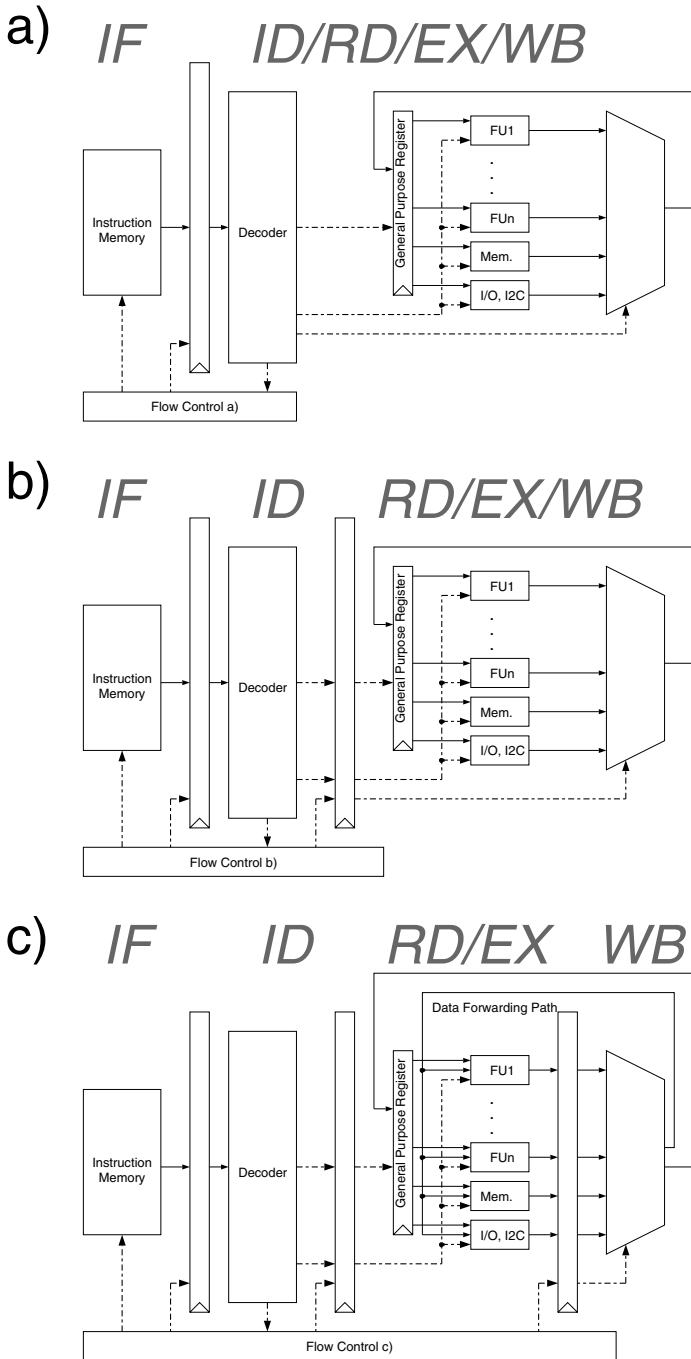 a)
IF
ID/RD/EX/WB
Instruction
Memory
Decoder
General Purpose Register
FU1
.
.
.
FUn
Mem.
I/O, I2C
Flow Control a)
b)
IF
ID
RD/EX/WB
Instruction
Memory
Decoder
General Purpose Register
FU1
.
.
.
FUn
Mem.
I/O, I2C
Flow Control b)
c)
IF
ID
RD/EX
WB
Data Forwarding Path
Instruction
Memory
Decoder
General Purpose Register
FU1
.
.
.
FUn
Mem.
I/O, I2C
Flow Control c)